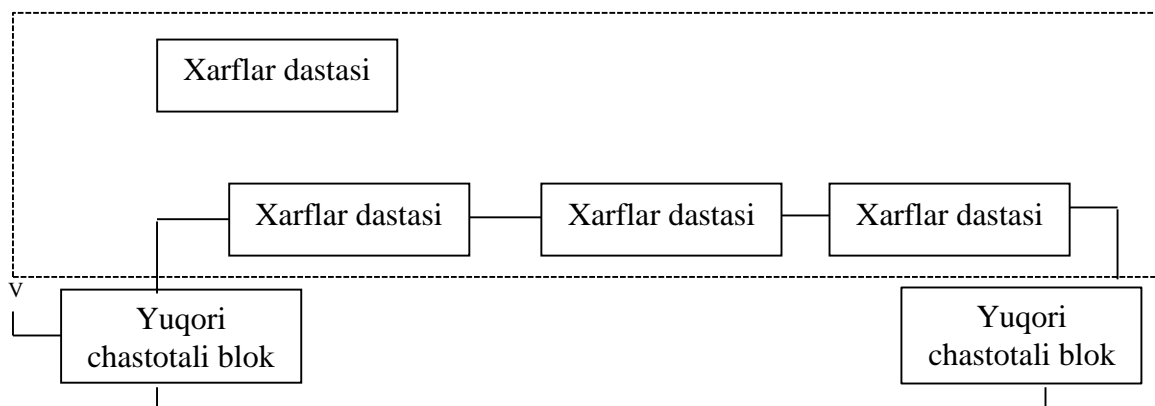 Xarflar dastasi
Xarflar dastasi
Xarflar dastasi
Xarflar dastasi
V
Yuqori
chastotali blok
Yuqori
chastotali blok